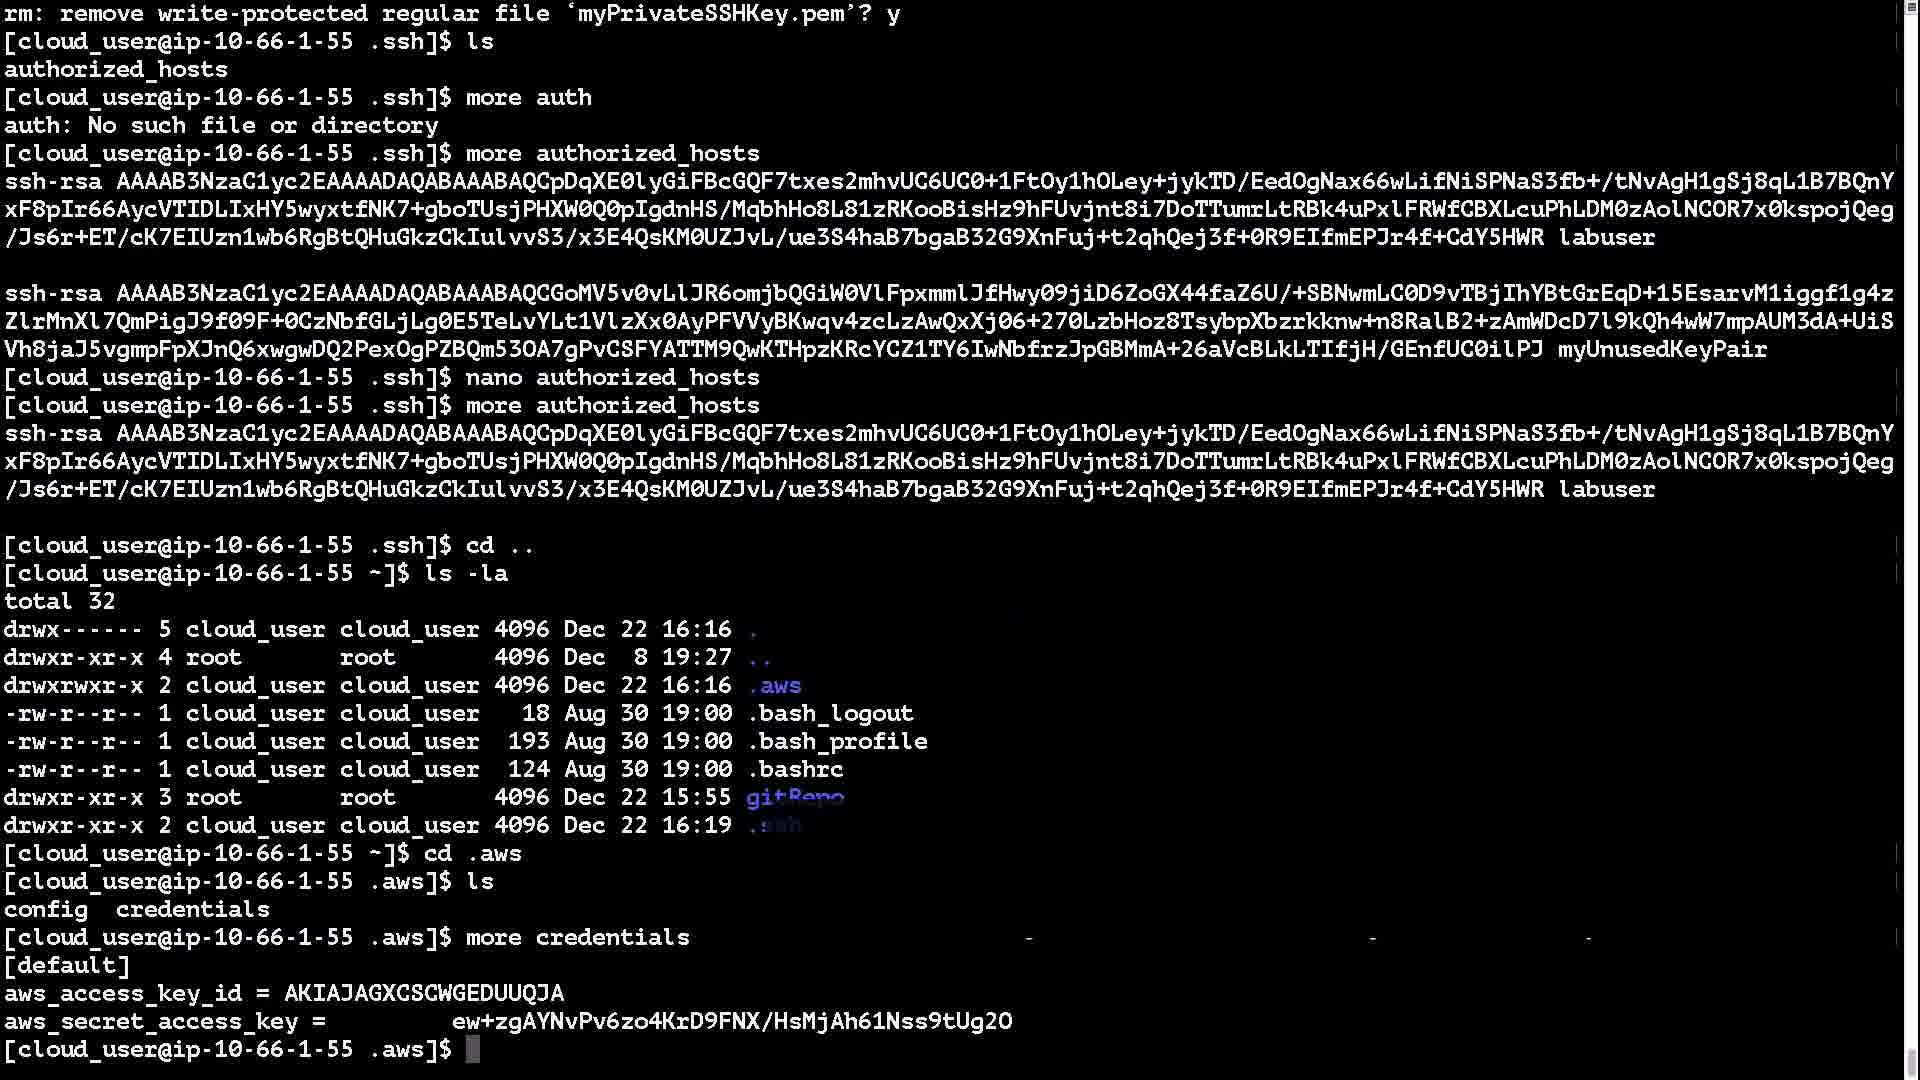 rm: remove write-protected regular file ‘myPrivateSSHKey.pem’? y
[cloud_user@ip-10-66-1-55 .ssh]$ ls
authorized_hosts
[cloud_user@ip-10-66-1-55 .ssh]$ more auth
auth: No such file or directory
[cloud_user@ip-10-66-1-55 .ssh]$ more authorized_hosts
ssh-rsa AAAAB3NzaC1yc2EAAAADAQABAAABAQCpDqXE0lyGiFBcGQF7txes2mhvUC6UC0+1FtOy1hOLey+jykTD/EedOgNax66wLifNiSPNaS3fb+/tNvAgH1gSj8qL1B7BQnY
xF8pIr66AycVTIDLIxHY5wyxtfNK7+gboTUsjPHXW0Q0pIgdnHS/MqbhHo8L81zRKooBisHz9hFUvjnt8i7DoTTumrLtRBk4uPxlFRWfCBXLcuPhLDM0zAolNCOR7x0kspojQeg
/Js6r+ET/cK7EIUzn1wb6RgBtQHuGkzCkIulvvS3/x3E4QsKM0UZJvL/ue3S4haB7bgaB32G9XnFuj+t2qhQej3f+0R9EIfmEPJr4f+CdY5HWR labuser
ssh-rsa AAAAB3NzaC1yc2EAAAADAQABAAABAQCGoMV5v0vLlJR6omjbQGiW0VlFpxmmlJfHwy09jiD6ZoGX44faZ6U/+SBNwmLC0D9vTBjIhYBtGrEqD+15EsarvM1iggf1g4z
ZlrMnXl7QmPigJ9f09F+0CzNbfGLjLg0E5TeLvYLt1VlzXx0AyPFVVyBKwqv4zcLzAwQxXj06+270LzbHoz8TsybpXbzrkknw+n8RalB2+zAmWDcD7l9kQh4wW7mpAUM3dA+UiS
Vh8jaJ5vgmpFpXJnQ6xwgwDQ2PexOgPZBQm53OA7gPvCSFYATTM9QwKTHpzKRcYCZ1TY6IwNbfrzJpGBMmA+26aVcBLkLTIfjH/GEnfUC0ilPJ myUnusedKeyPair
[cloud_user@ip-10-66-1-55 .ssh]$ nano authorized_hosts
[cloud_user@ip-10-66-1-55 .ssh]$ more authorized_hosts
ssh-rsa AAAAB3NzaC1yc2EAAAADAQABAAABAQCpDqXE0lyGiFBcGQF7txes2mhvUC6UC0+1FtOy1hOLey+jykTD/EedOgNax66wLifNiSPNaS3fb+/tNvAgH1gSj8qL1B7BQnY
xF8pIr66AycVTIDLIxHY5wyxtfNK7+gboTUsjPHXW0Q0pIgdnHS/MqbhHo8L81zRKooBisHz9hFUvjnt8i7DoTTumrLtRBk4uPxlFRWfCBXLcuPhLDM0zAolNCOR7x0kspojQeg
/Js6r+ET/cK7EIUzn1wb6RgBtQHuGkzCkIulvvS3/x3E4QsKM0UZJvL/ue3S4haB7bgaB32G9XnFuj+t2qhQej3f+0R9EIfmEPJr4f+CdY5HWR labuser
[cloud_user@ip-10-66-1-55 .ssh]$ cd ..
[cloud_user@ip-10-66-1-55 ~]$ ls -la
total 32
drwx------ 5 cloud_user cloud_user 4096 Dec 22 16:16 .
drwxr-xr-x 4 root       root       4096 Dec  8 19:27 ..
drwxrwxr-x 2 cloud_user cloud_user 4096 Dec 22 16:16 .aws
-rw-r--r-- 1 cloud_user cloud_user   18 Aug 30 19:00 .bash_logout
-rw-r--r-- 1 cloud_user cloud_user  193 Aug 30 19:00 .bash_profile
-rw-r--r-- 1 cloud_user cloud_user  124 Aug 30 19:00 .bashrc
drwxr-xr-x 3 root       root       4096 Dec 22 15:55 gitRepo
drwxr-xr-x 2 cloud_user cloud_user 4096 Dec 22 16:19 .ssh
[cloud_user@ip-10-66-1-55 ~]$ cd .aws
[cloud_user@ip-10-66-1-55 .aws]$ ls
config  credentials
[cloud_user@ip-10-66-1-55 .aws]$ more credentials
[default]
aws_access_key_id = AKIAJAGXCSCWGEDUUQJA
aws_secret_access_key =         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
[cloud_user@ip-10-66-1-55 .aws]$